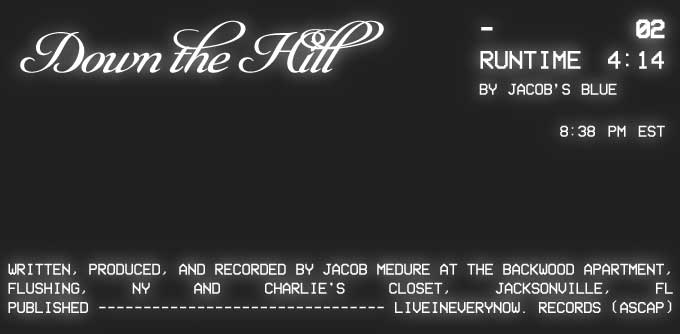 Down the Hill
- 02
RUNTIME 4:14
BY JACOB'S BLUE
8:38 PM EST
WRITTEN, PRODUCED, AND RECORDED BY JACOB MEDURE AT THE BACKWOOD APARTMENT,
FLUSHING, NY AND CHARLIE'S CLOSET, JACKSONVILLE, FL
PUBLISHED -------------------------------- LIVEINEVERYNOW. RECORDS (ASCAP)